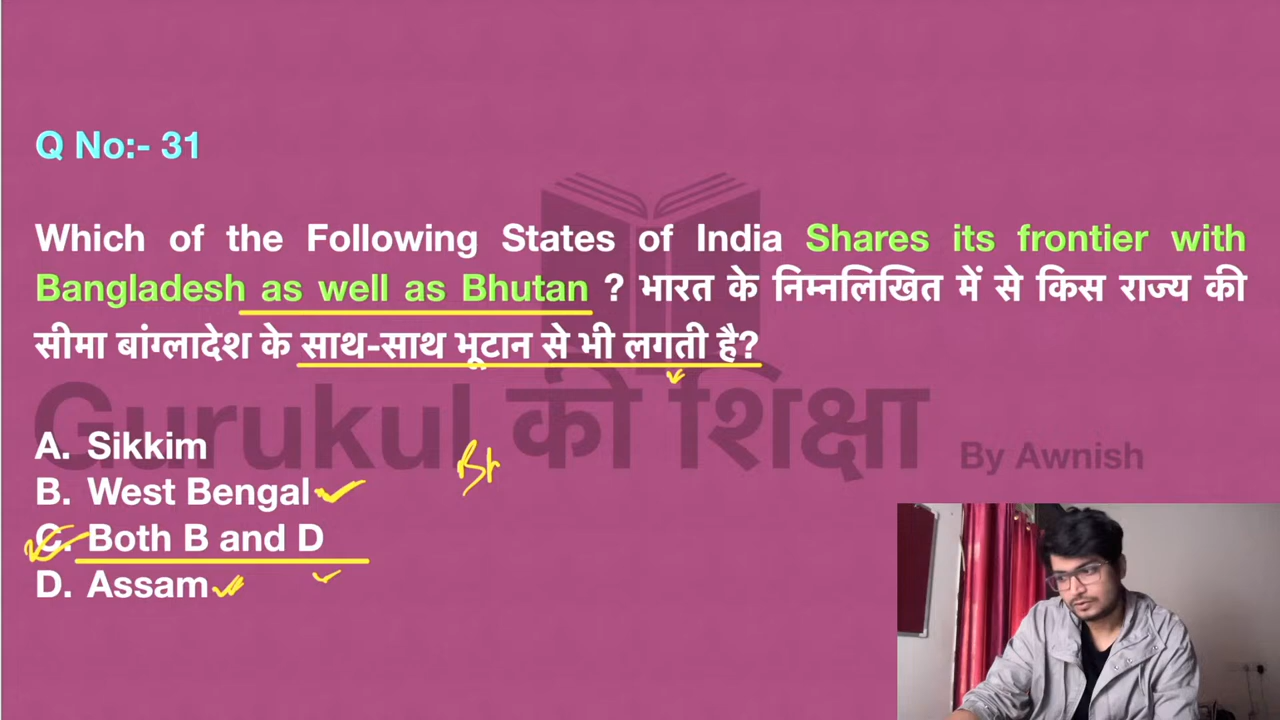 Q No:- 31
Which of the Following States of India Shares its frontier with
Bangladesh as well as Bhutan ? भारत के निम्नलिखित में से किस राज्य की
सीमा बांग्लादेश के साथ-साथ भूटान से भी लगती है?
Gurukul की शिक्षा By Awnish
A. Sikkim
B. West Bengal
C. Both B and D
D. Assam